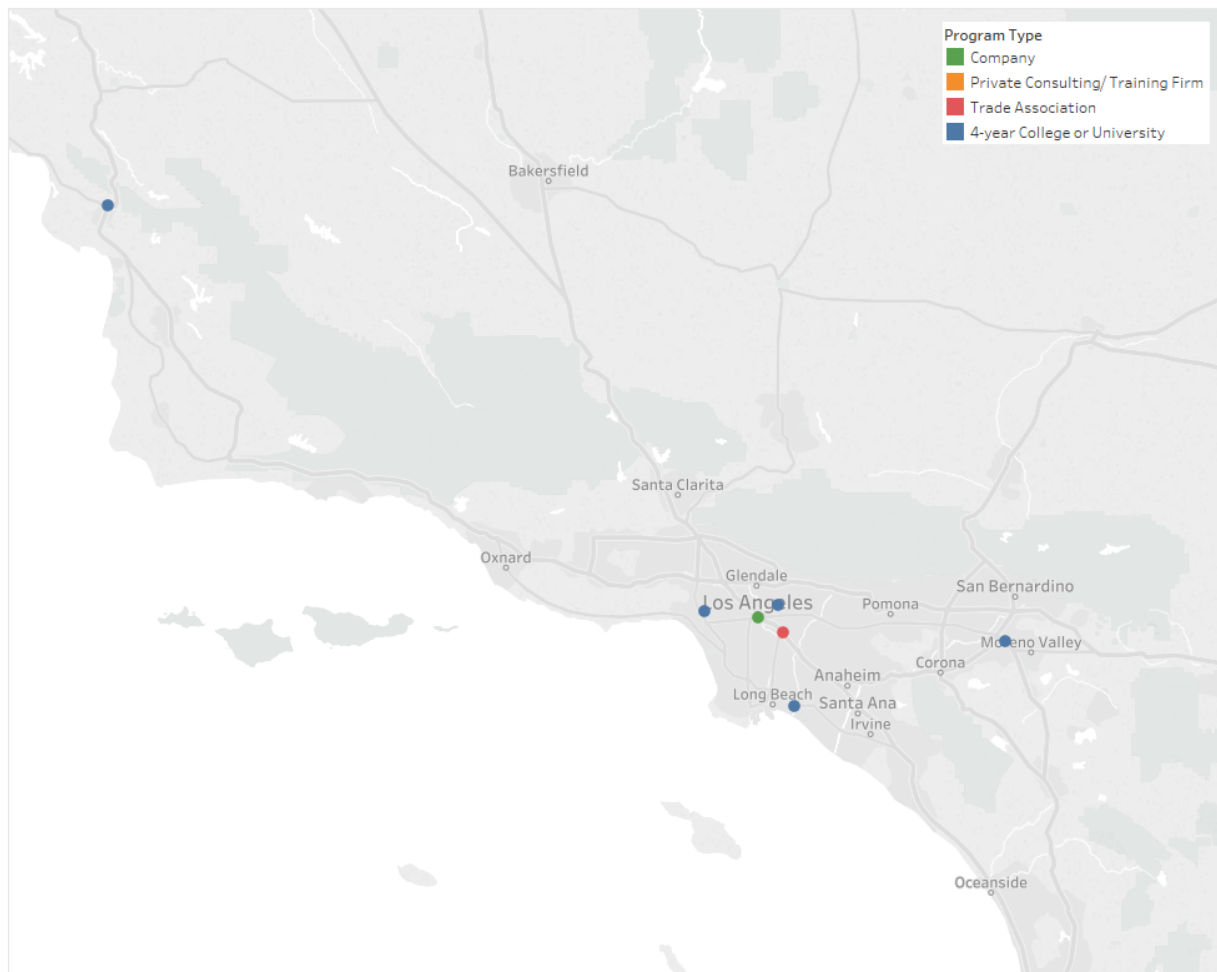 Program Type
Company
Private Consulting/ Training Firm
Trade Association
4-year College or University
Bakersfield
Santa Clarita
Oxnard
Glendale
San Bernardino
Los Angeles
Pomona
Moreno Valley
Corona
Anaheim
Long Beach
Santa Ana
Irvine
Oceanside